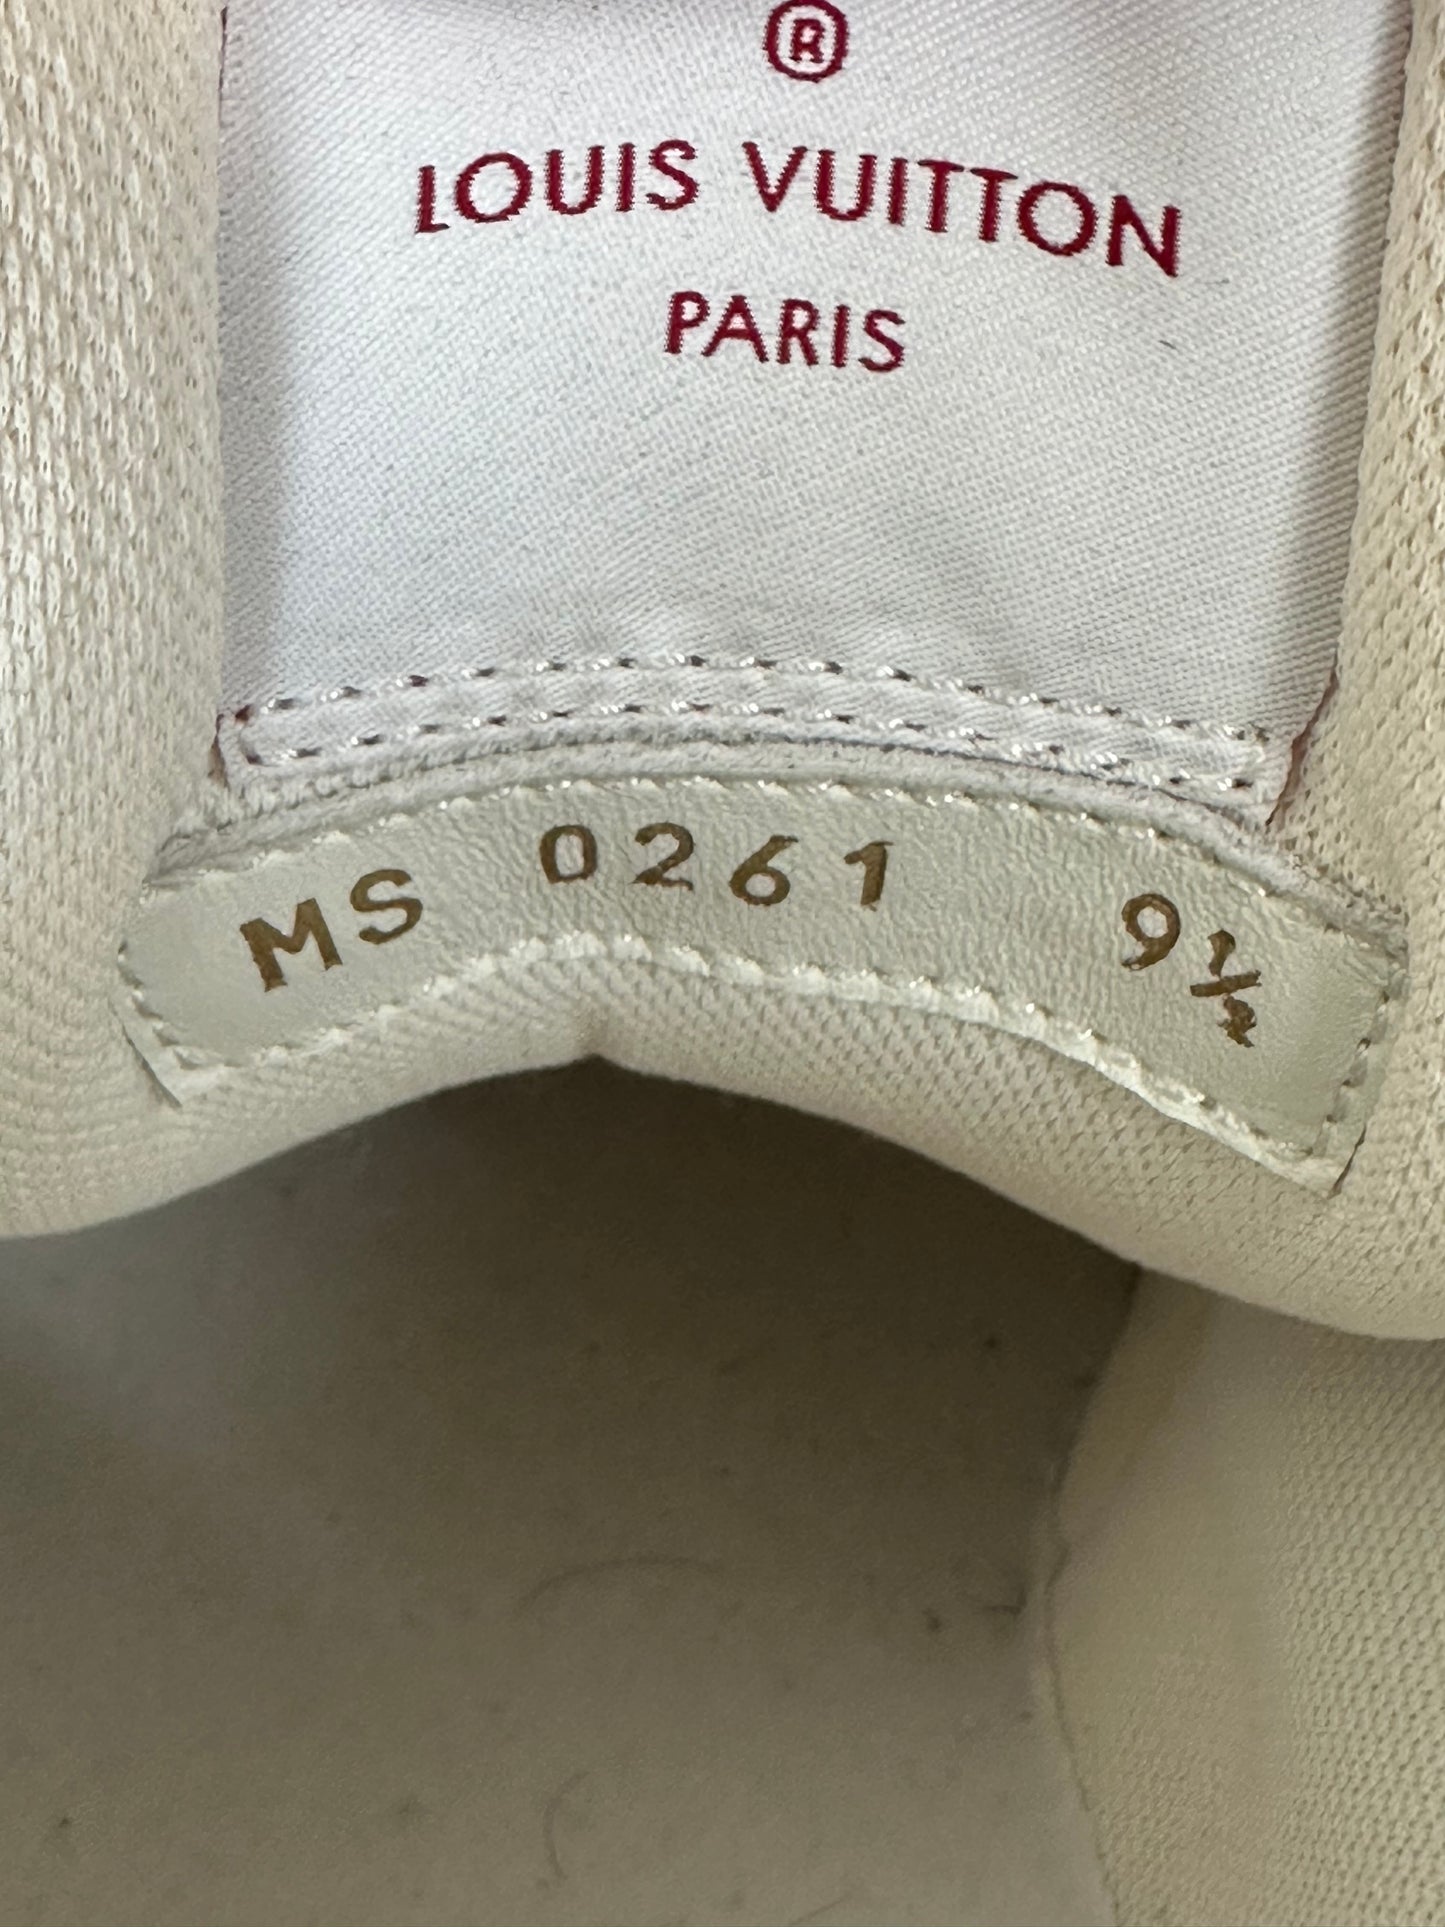 ®
LOUIS VUITTON
PARIS
MS 0261 9½